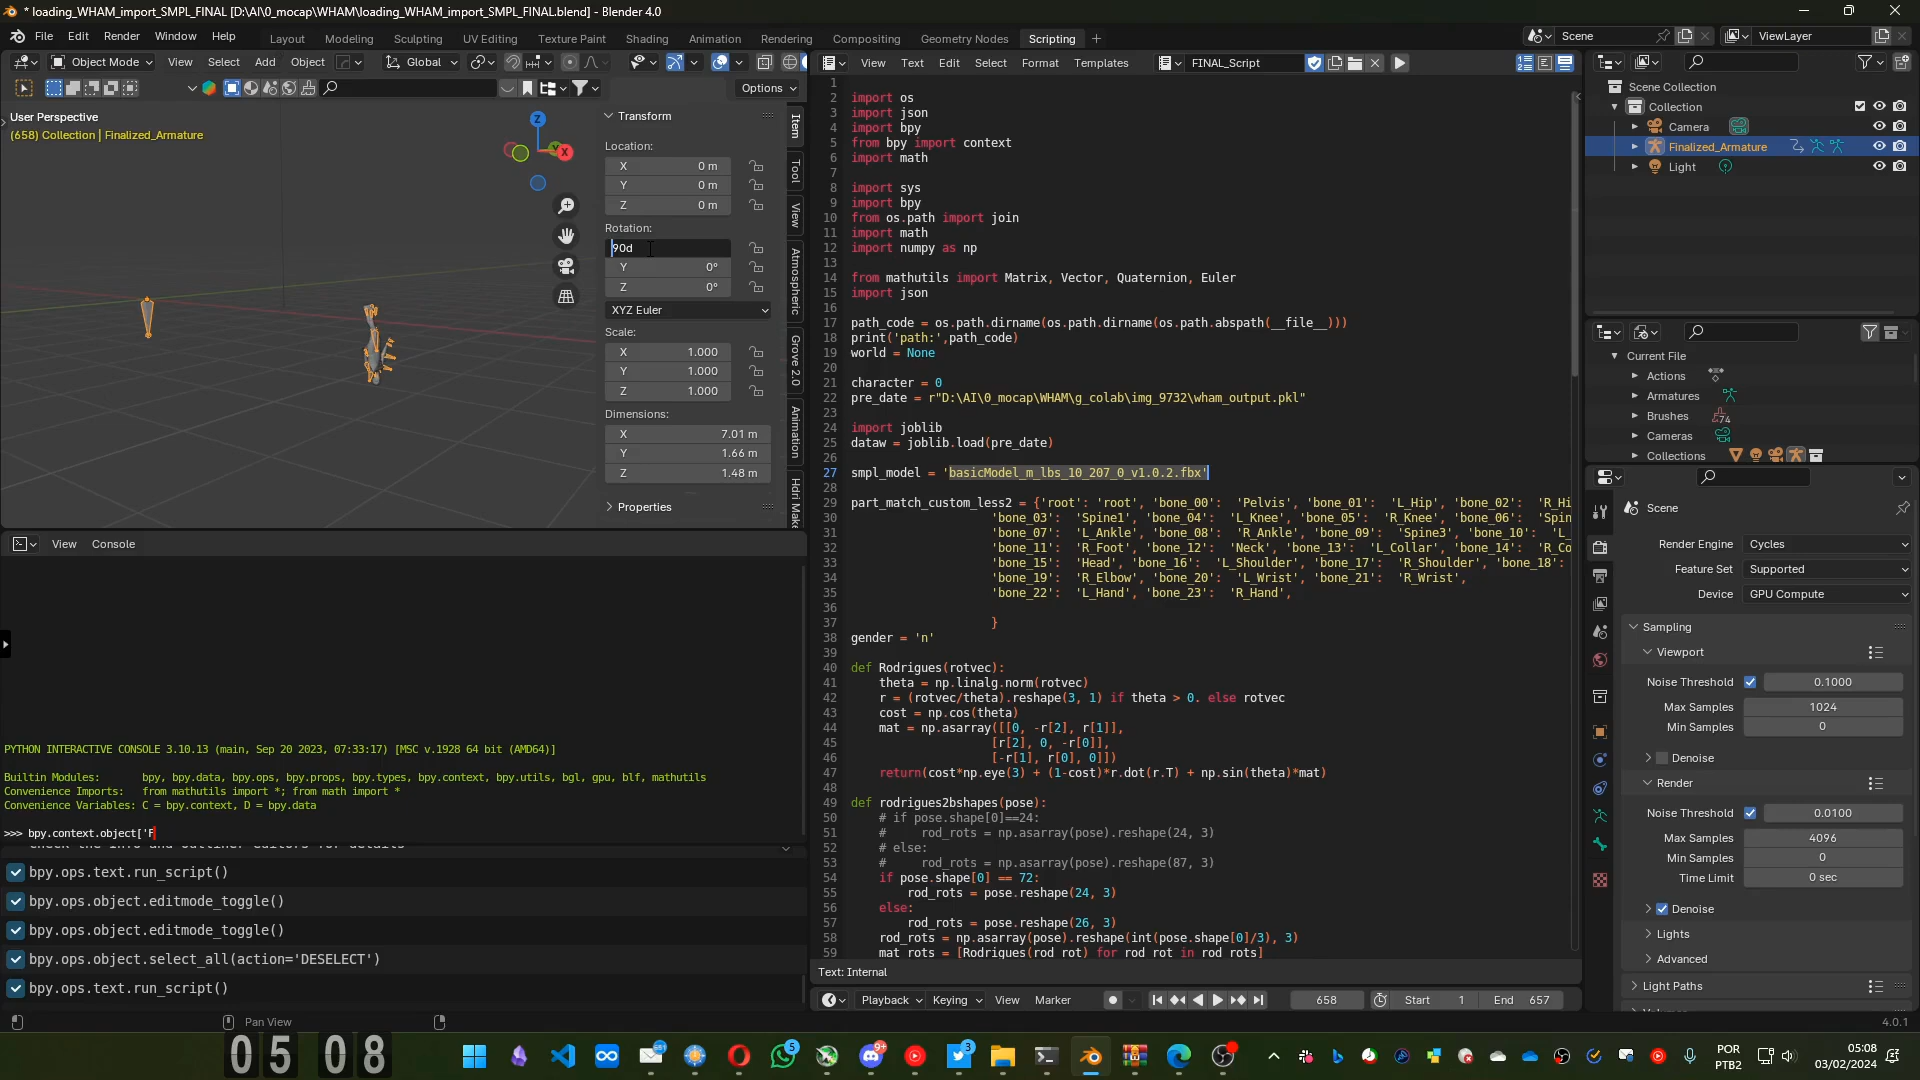 * loading_WHAM_import_SMPL_FINAL [D:\AI\0_mocap\WHAM\loading_WHAM_import_SMPL_FINAL.blend] - Blender 4.0
File Edit Render Window Help
Layout Modeling Sculpting UV Editing Texture Paint Shading Animation Rendering Compositing Geometry Nodes Scripting +
Scene
ViewLayer
Object Mode View Select Add Object Global
Options
User Perspective
(658) Collection | Finalized_Armature
Z
X
Transform
Location:
X 0 m
Y 0 m
Z 0 m
Rotation:
90d
Y 0°
Z 0°
XYZ Euler
Scale:
X 1.000
Y 1.000
Z 1.000
Dimensions:
X 7.01 m
Y 1.66 m
Z 1.48 m
Properties
Item
Tool
View
Atmospheric
Grove 2.0
Animation
Hdri Mak
View Console
PYTHON INTERACTIVE CONSOLE 3.10.13 (main, Sep 20 2023, 07:33:17) [MSC v.1928 64 bit (AMD64)]
Builtin Modules: bpy, bpy.data, bpy.ops, bpy.props, bpy.types, bpy.context, bpy.utils, bgl, gpu, blf, mathutils
Convenience Imports: from mathutils import *; from math import *
Convenience Variables: C = bpy.context, D = bpy.data
>>> bpy.context.object['F
bpy.ops.text.run_script()
bpy.ops.object.editmode_toggle()
bpy.ops.object.editmode_toggle()
bpy.ops.object.select_all(action='DESELECT')
bpy.ops.text.run_script()
Pan View
View Text Edit Select Format Templates FINAL_Script
1
2 import os
3 import json
4 import bpy
5 from bpy import context
6 import math
7
8 import sys
9 import bpy
10 from os.path import join
11 import math
12 import numpy as np
13
14 from mathutils import Matrix, Vector, Quaternion, Euler
15 import json
16
17 path_code = os.path.dirname(os.path.dirname(os.path.abspath(__file__)))
18 print('path:',path_code)
19 world = None
20
21 character = 0
22 pre_date = r"D:\AI\0_mocap\WHAM\g_colab\img_9732\wham_output.pkl"
23
24 import joblib
25 dataw = joblib.load(pre_date)
26
27 smpl_model = 'basicModel_m_lbs_10_207_0_v1.0.2.fbx'
28
29 part_match_custom_less2 = {'root': 'root', 'bone_00': 'Pelvis', 'bone_01': 'L_Hip', 'bone_02': 'R_Hi
30 'bone_03': 'Spine1', 'bone_04': 'L_Knee', 'bone_05': 'R_Knee', 'bone_06': 'Spin
31 'bone_07': 'L_Ankle', 'bone_08': 'R_Ankle', 'bone_09': 'Spine3', 'bone_10': 'L_
32 'bone_11': 'R_Foot', 'bone_12': 'Neck', 'bone_13': 'L_Collar', 'bone_14': 'R_Co
33 'bone_15': 'Head', 'bone_16': 'L_Shoulder', 'bone_17': 'R_Shoulder', 'bone_18':
34 'bone_19': 'R_Elbow', 'bone_20': 'L_Wrist', 'bone_21': 'R_Wrist',
35 'bone_22': 'L_Hand', 'bone_23': 'R_Hand',
36
37 }
38 gender = 'n'
39
40 def Rodrigues(rotvec):
41 theta = np.linalg.norm(rotvec)
42 r = (rotvec/theta).reshape(3, 1) if theta > 0. else rotvec
43 cost = np.cos(theta)
44 mat = np.asarray([[0, -r[2], r[1]],
45 [r[2], 0, -r[0]],
46 [-r[1], r[0], 0]])
47 return(cost*np.eye(3) + (1-cost)*r.dot(r.T) + np.sin(theta)*mat)
48
49 def rodrigues2bshapes(pose):
50 # if pose.shape[0]==24:
51 # rod_rots = np.asarray(pose).reshape(24, 3)
52 # else:
53 # rod_rots = np.asarray(pose).reshape(87, 3)
54 if pose.shape[0] == 72:
55 rod_rots = pose.reshape(24, 3)
56 else:
57 rod_rots = pose.reshape(26, 3)
58 rod_rots = np.asarray(pose).reshape(int(pose.shape[0]/3), 3)
59 mat_rots = [Rodrigues(rod_rot) for rod_rot in rod_rots]
Text: Internal
Playback Keying View Marker 658 Start 1 End 657
Scene Collection
Collection
Camera
Finalized_Armature
Light
Current File
Actions
Armatures
Brushes 74
Cameras
Collections
Scene
Render Engine Cycles
Feature Set Supported
Device GPU Compute
Sampling
Viewport
Noise Threshold 0.1000
Max Samples 1024
Min Samples 0
Denoise
Render
Noise Threshold 0.0100
Max Samples 4096
Min Samples 0
Time Limit 0 sec
Denoise
Lights
Advanced
Light Paths
4.0.1
05 08
5
9+
3
POR
PTB2
05:08
03/02/2024